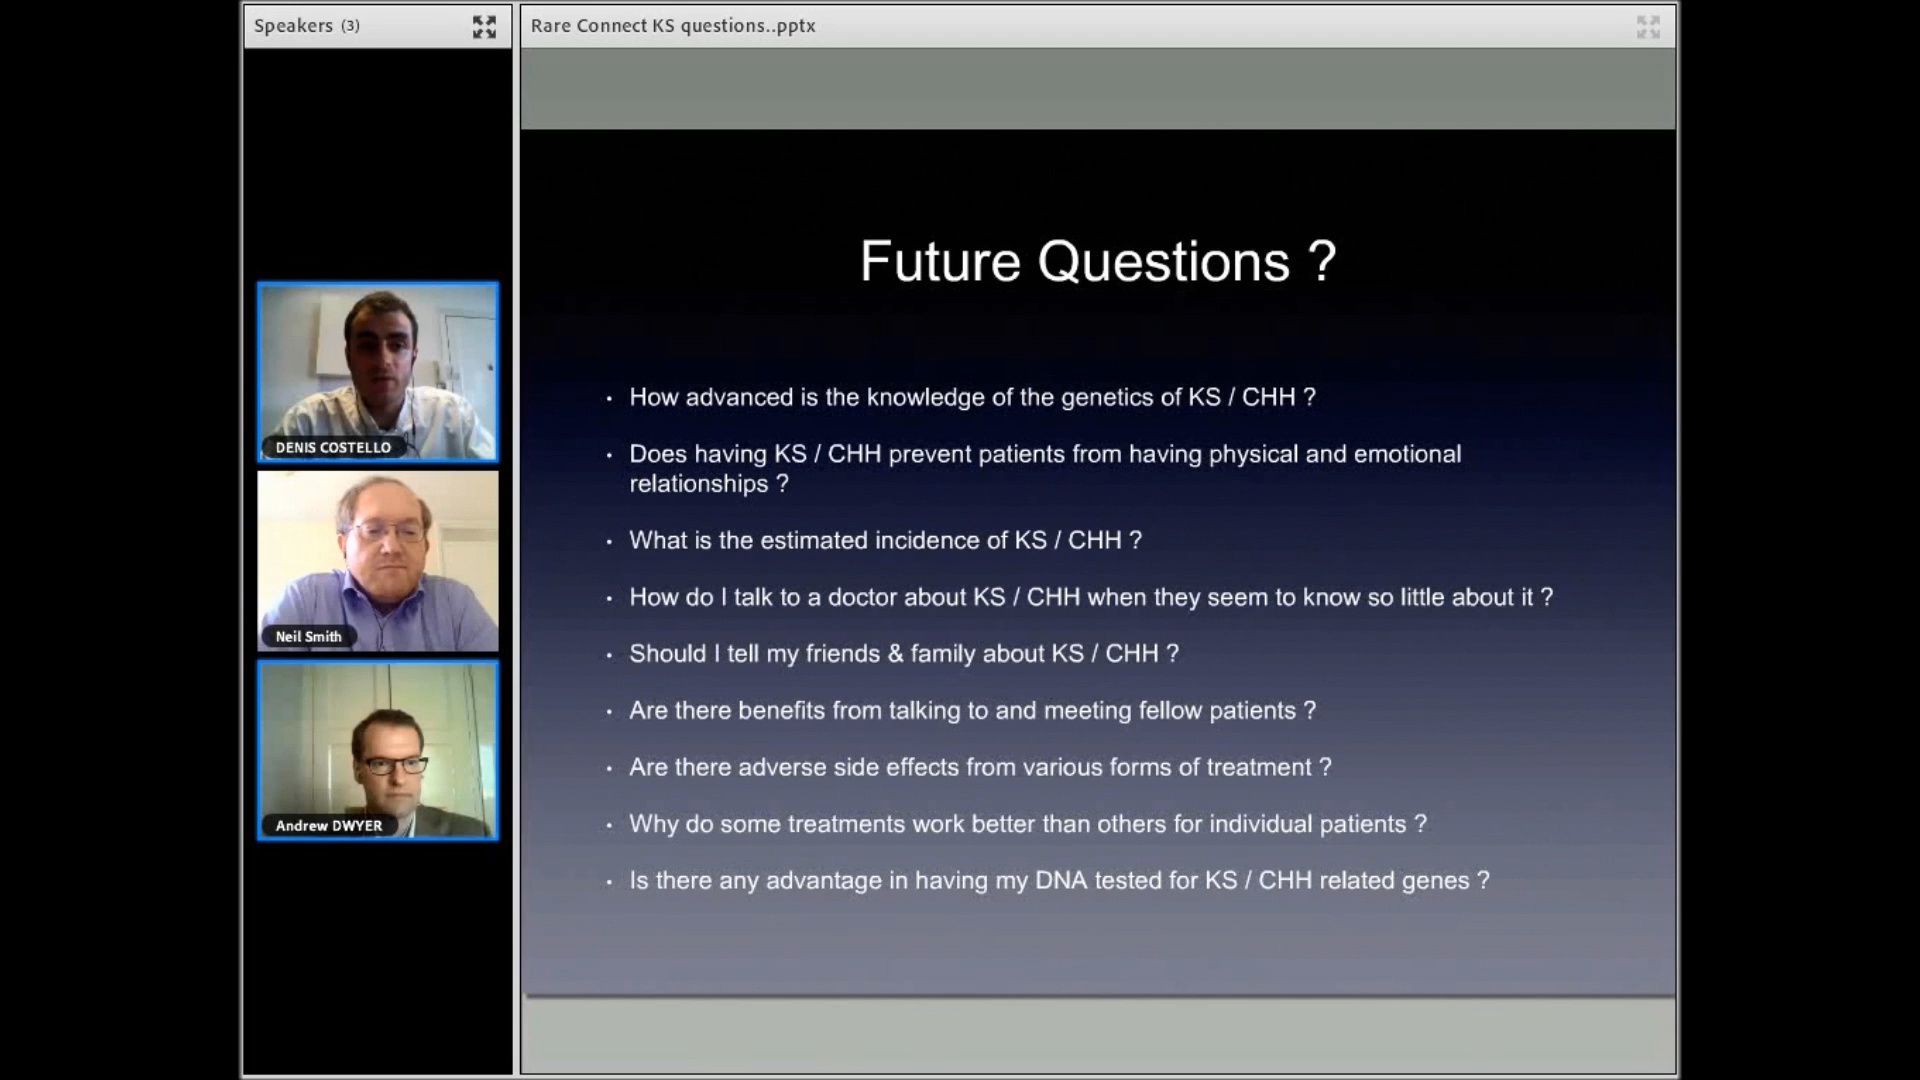 Speakers (3)
Rare Connect KS questions..pptx
DENIS COSTELLO
Neil Smith
Andrew DWYER
Future Questions ?
• How advanced is the knowledge of the genetics of KS / CHH ?
• Does having KS / CHH prevent patients from having physical and emotional
relationships ?
• What is the estimated incidence of KS / CHH ?
• How do I talk to a doctor about KS / CHH when they seem to know so little about it ?
• Should I tell my friends & family about KS / CHH ?
• Are there benefits from talking to and meeting fellow patients ?
• Are there adverse side effects from various forms of treatment ?
• Why do some treatments work better than others for individual patients ?
• Is there any advantage in having my DNA tested for KS / CHH related genes ?